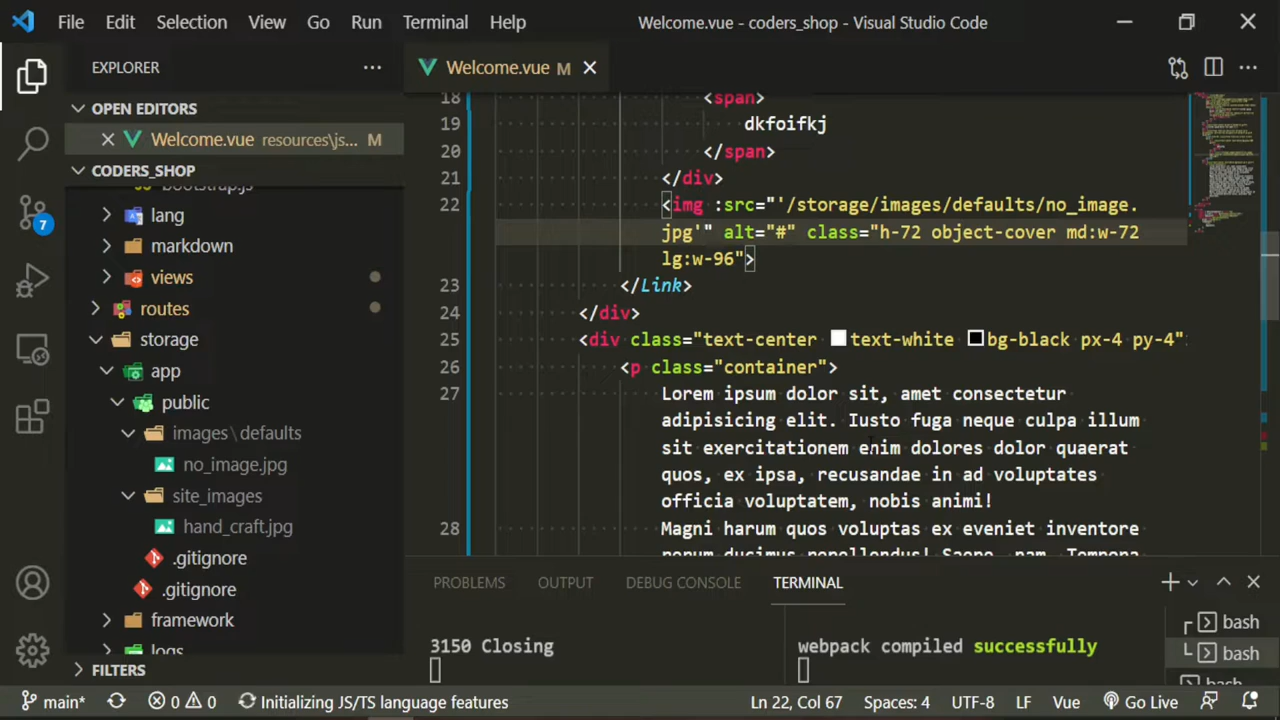 File Edit Selection View Go Run Terminal Help Welcome.vue - coders_shop - Visual Studio Code
EXPLORER
Welcome.vue M
OPEN EDITORS
Welcome.vue resources\js... M
CODERS_SHOP
bootstrap.js
lang
markdown
views
routes
storage
app
public
images\defaults
no_image.jpg
site_images
hand_craft.jpg
.gitignore
.gitignore
framework
logs
FILTERS
7
18 <span>
19 dkfoifkj
20 </span>
21 </div>
22 <img :src="'/storage/images/defaults/no_image.
jpg'" alt="#" class="h-72 object-cover md:w-72
lg:w-96">
23 </Link>
24 </div>
25 <div class="text-center text-white bg-black px-4 py-4">
26 <p class="container">
27 Lorem ipsum dolor sit, amet consectetur
adipisicing elit. Iusto fuga neque culpa illum
sit exercitationem enim dolores dolor quaerat
quos, ex ipsa, recusandae in ad voluptates
officia voluptatem, nobis animi!
28 Magni harum quos voluptas ex eveniet inventore
PROBLEMS OUTPUT DEBUG CONSOLE TERMINAL
3150 Closing
webpack compiled successfully
bash
bash
bash
main* 0 0 Initializing JS/TS language features Ln 22, Col 67 Spaces: 4 UTF-8 LF Vue Go Live